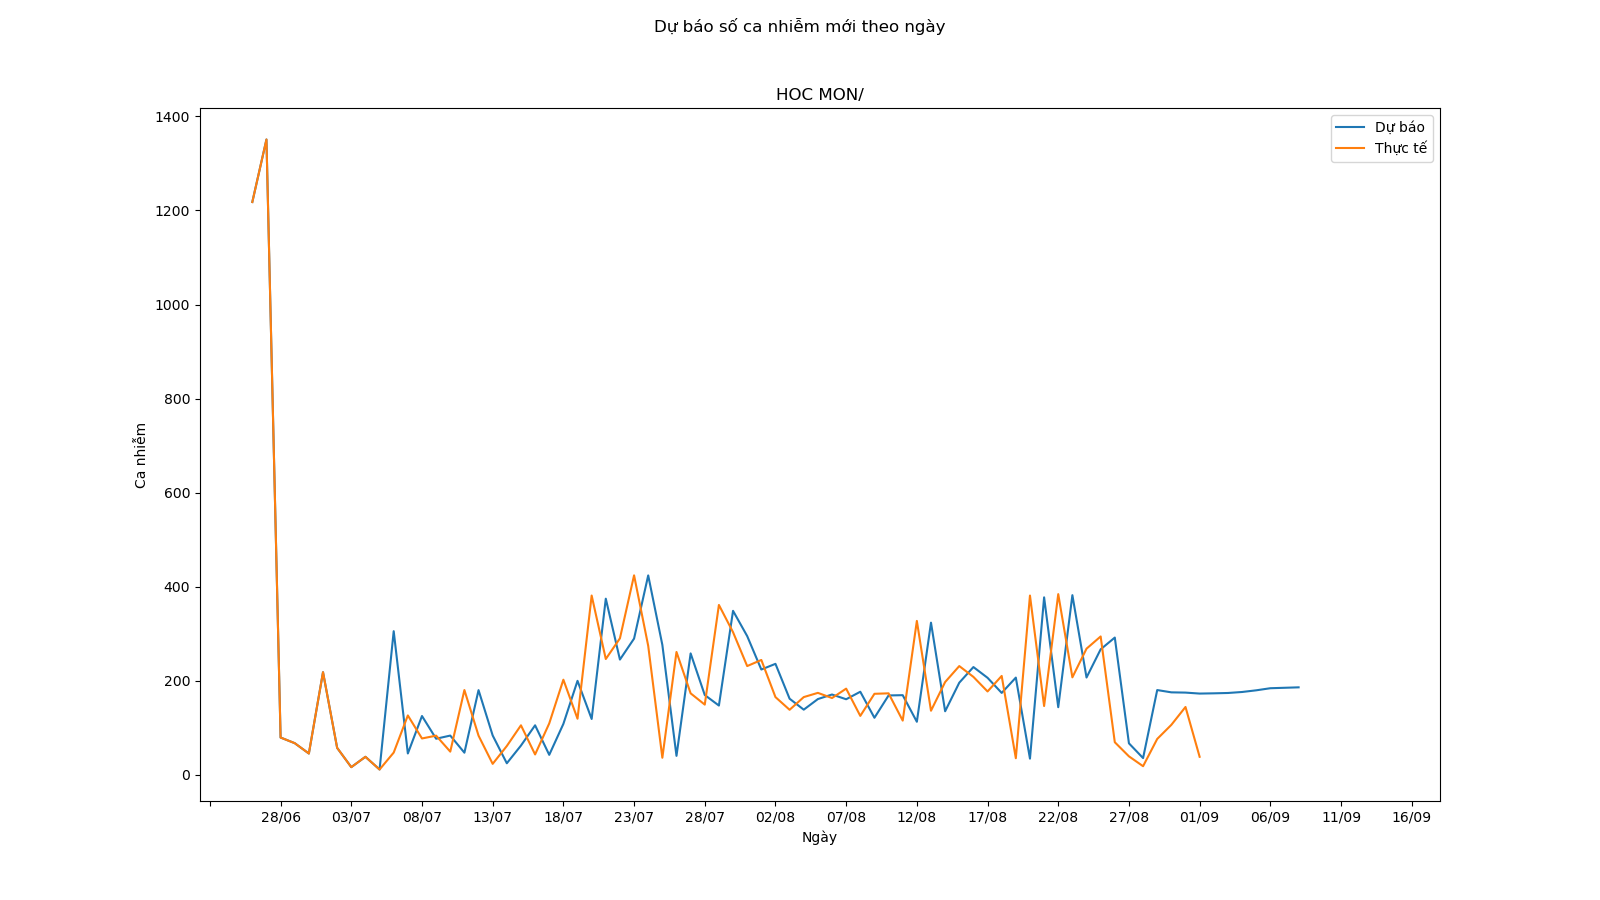 Dự báo số ca nhiễm mới theo ngày
HOC MON/
Dự báo
Thực tế
1400
1200
1000
800
600
400
200
0
Ca nhiễm
28/06 03/07 08/07 13/07 18/07 23/07 28/07 02/08 07/08 12/08 17/08 22/08 27/08 01/09 06/09 11/09 16/09
Ngày